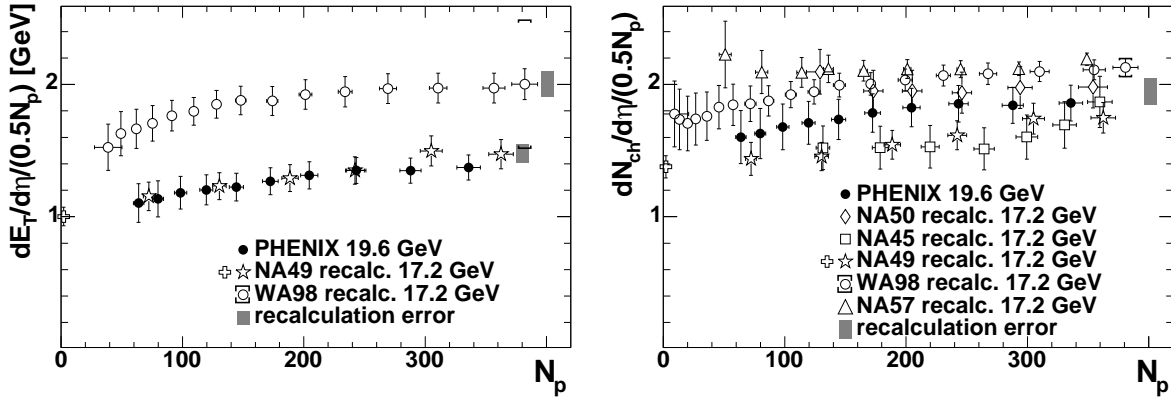 dE_T/dη/(0.5N_p) [GeV]
2
1
PHENIX 19.6 GeV
NA49 recalc. 17.2 GeV
WA98 recalc. 17.2 GeV
recalculation error
0 100 200 300
N_p
dN_ch/dη/(0.5N_p)
2
1
PHENIX 19.6 GeV
NA50 recalc. 17.2 GeV
NA45 recalc. 17.2 GeV
NA49 recalc. 17.2 GeV
WA98 recalc. 17.2 GeV
NA57 recalc. 17.2 GeV
recalculation error
0 100 200 300
N_p